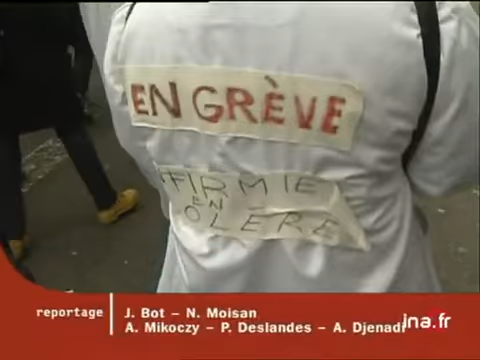 EN GRÈVE
FIRMIE
EN
OLERE
reportage
J. Bot – N. Moisan
A. Mikoczy – P. Deslandes – A. Djenadi
ina.fr